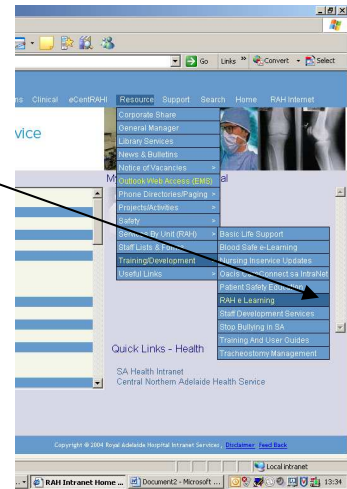 Go Links » Convert Select
ns Clinical eCentRAHI Resource Support Search Home RAH Internet
vice
Corporate Share
General Manager
Library Services
News & Bulletins
Notice of Vacancies >
Outlook Web Access (EMS)
Phone Directories/Paging >
Projects/Activities >
Safety >
Services By Unit (RAH) >
Staff Lists & 
Training/Development >
Useful Links >
M
al
Basic Life Support
Blood Safe e-Learning
Nursing Inservice Updates
Oacis CareConnect.sa IntraNet
Patient Safety Education
RAH e Learning
Staff Development Services
Stop Bullying in SA
Training And User Guides
Tracheostomy Management
Quick Links - Health
SA Health Intranet
Central Northern Adelaide Health Service
Copyright © 2004 Royal Adelaide Hospital Intranet Services, Disclaimer Feed Back
Local intranet
RAH Intranet Home ... Document2 - Microsoft ... 13:34